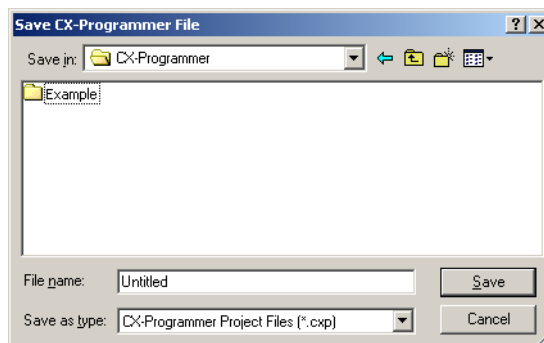 Save CX-Programmer File
Save in: CX-Programmer
Example
File name: Untitled Save
Save as type: CX-Programmer Project Files (*.cxp) Cancel